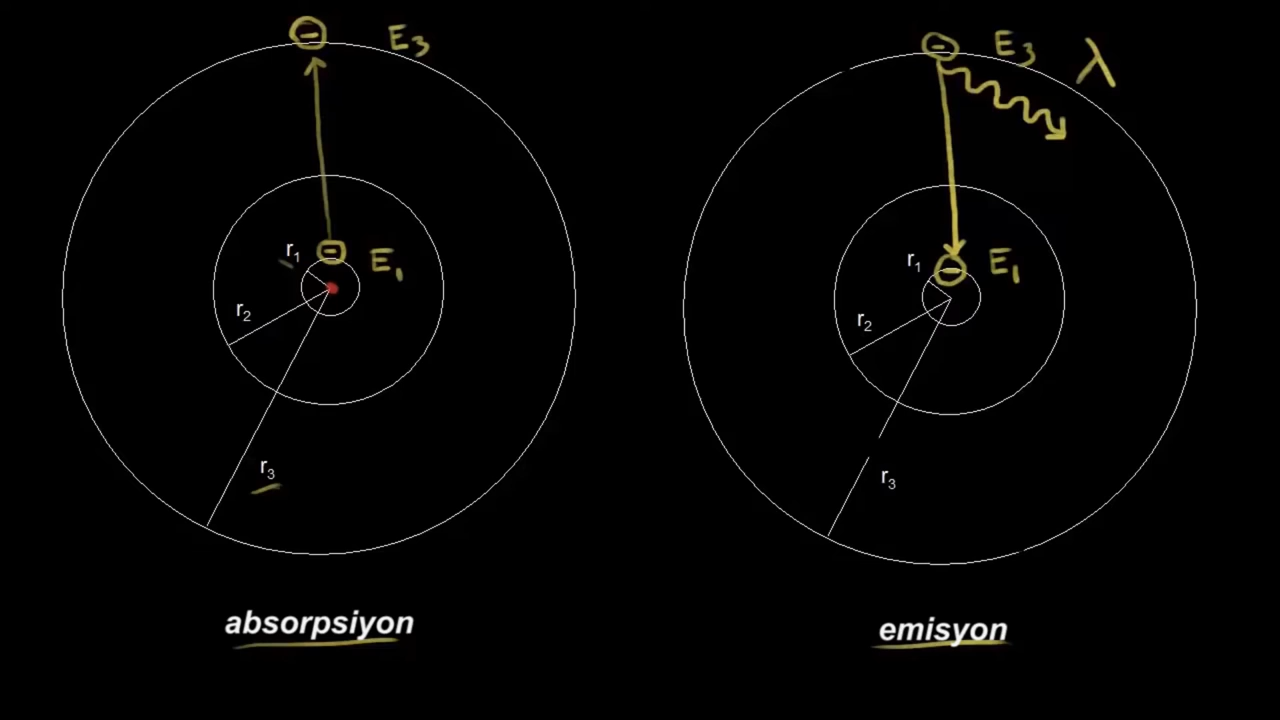 E₃
r₁
E₁
r₂
r₃
absorpsiyon
E₃
λ
r₁
E₁
r₂
r₃
emisyon